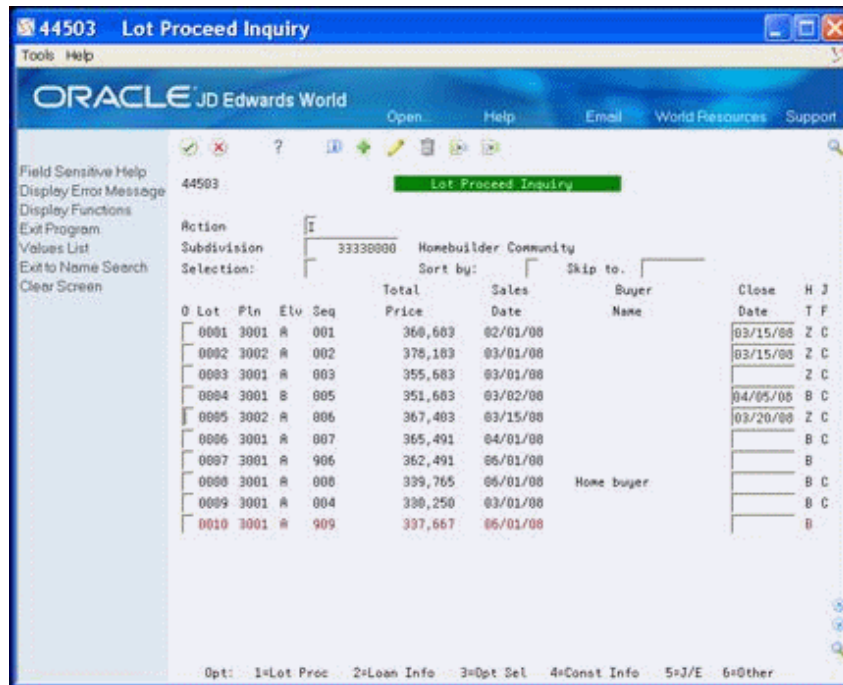 44503 Lot Proceed Inquiry
Tools Help
ORACLE JD Edwards World
Open. Help Email World Resources Support
?
Field Sensitive Help
Display Error Message
Display Functions
Exit Program
Values List
Exit to Name Search
Clear Screen
44503 Lot Proceed Inquiry
Action I
Subdivision 33330000 Homebuilder Community
Selection: Sort by: Skip to.
Total Sales Buyer Close H J
O Lot Pln Elv Seq Price Date Name Date T F
0001 3001 A 001 360,683 02/01/08 03/15/08 Z C
0002 3002 A 002 378,183 03/01/08 03/15/08 Z C
0003 3001 A 003 355,683 03/01/08 Z C
0004 3001 B 005 351,683 03/02/08 04/05/08 B C
0005 3002 A 006 367,403 03/15/08 03/20/08 Z C
0006 3001 A 007 365,491 04/01/08 B C
0007 3001 A 906 362,491 06/01/08 B
0008 3001 A 008 339,765 06/01/08 Home buyer B C
0009 3001 A 004 330,250 03/01/08 B C
0010 3001 A 909 337,667 06/01/08 B
Opt: 1=Lot Proc 2=Loan Info 3=Opt Sel 4=Const Info 5=J/E 6=Other